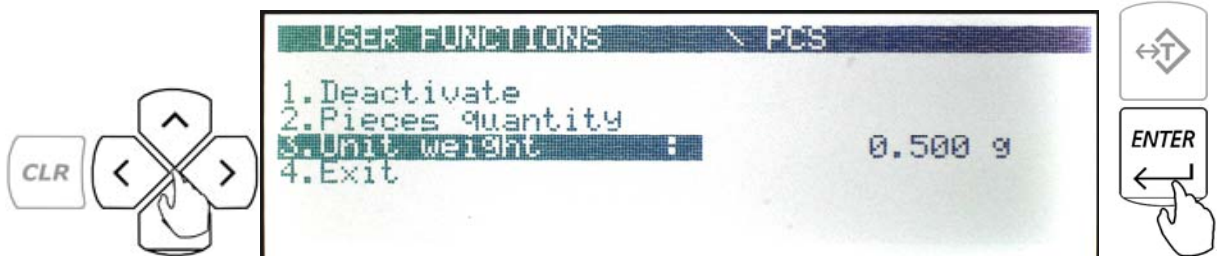 USER FUNCTIONS \ PCS
1.Deactivate
2.Pieces quantity
3.Unit weight : 0.500 g
4.Exit
CLR
T
ENTER